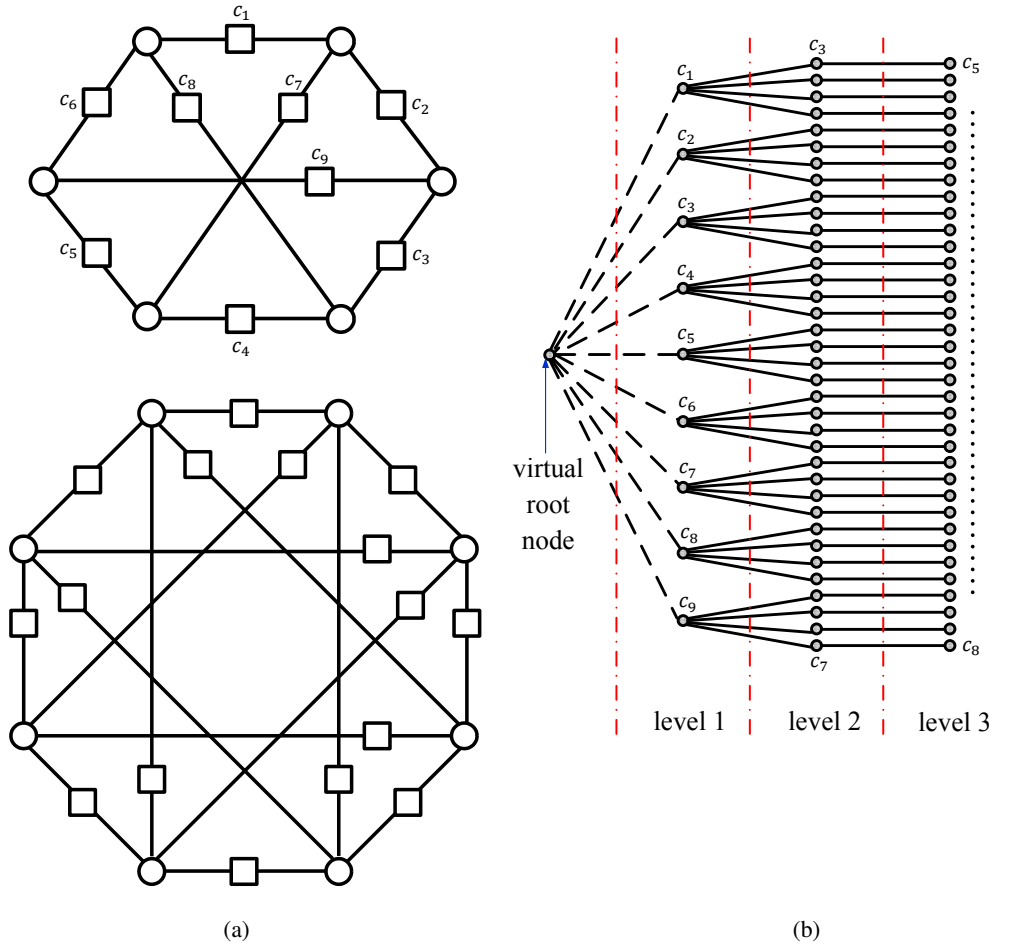 c₁
c₈
c₇
c₆
c₂
c₉
c₅
c₃
c₄
(a)
c₃
c₁
c₅
c₂
c₃
c₄
c₅
c₆
c₇
c₈
c₉
c₇
c₈
virtual
root
node
level 1
level 2
level 3
(b)